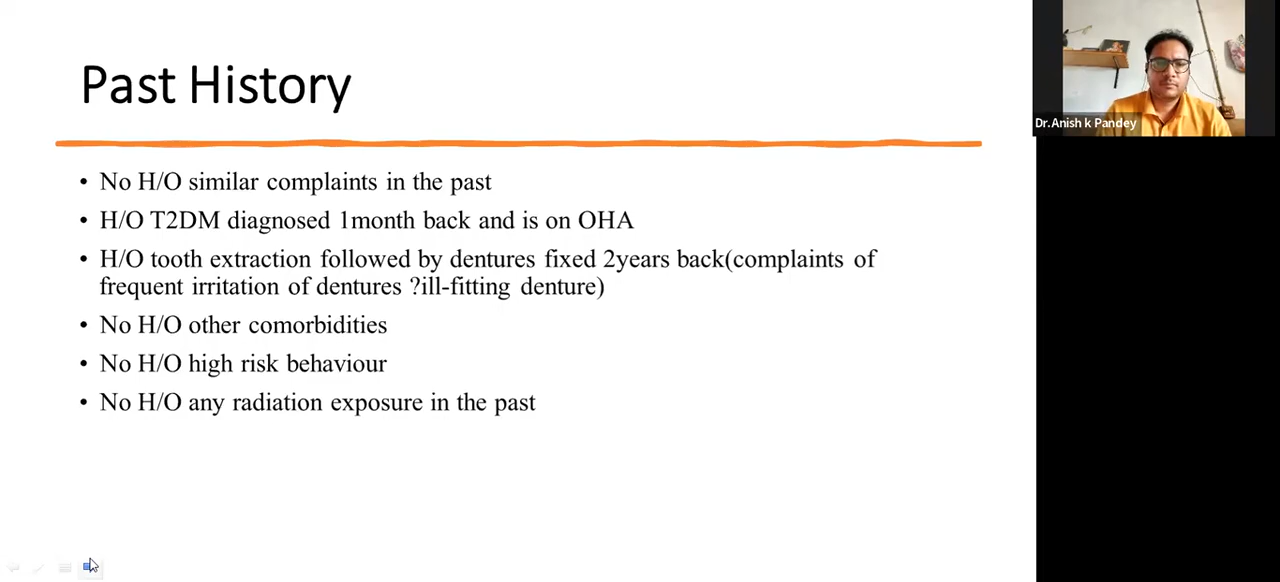 Past History
• No H/O similar complaints in the past
• H/O T2DM diagnosed 1month back and is on OHA
• H/O tooth extraction followed by dentures fixed 2years back(complaints of
frequent irritation of dentures ?ill-fitting denture)
• No H/O other comorbidities
• No H/O high risk behaviour
• No H/O any radiation exposure in the past
Dr.Anish k Pandey